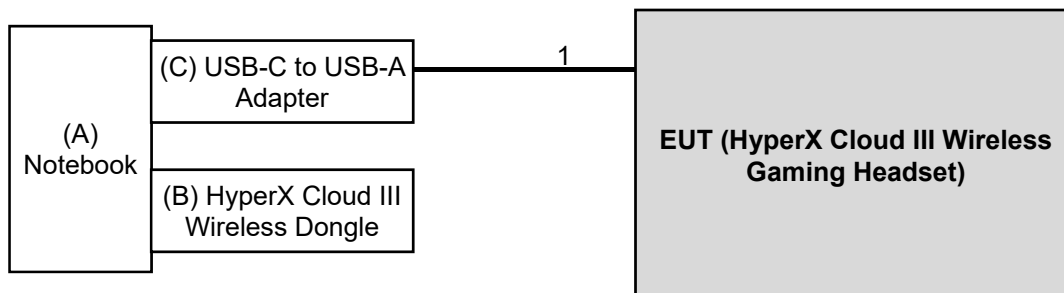 (A)
Notebook
(C) USB-C to USB-A
Adapter
1
(B) HyperX Cloud III
Wireless Dongle
EUT (HyperX Cloud III Wireless
Gaming Headset)